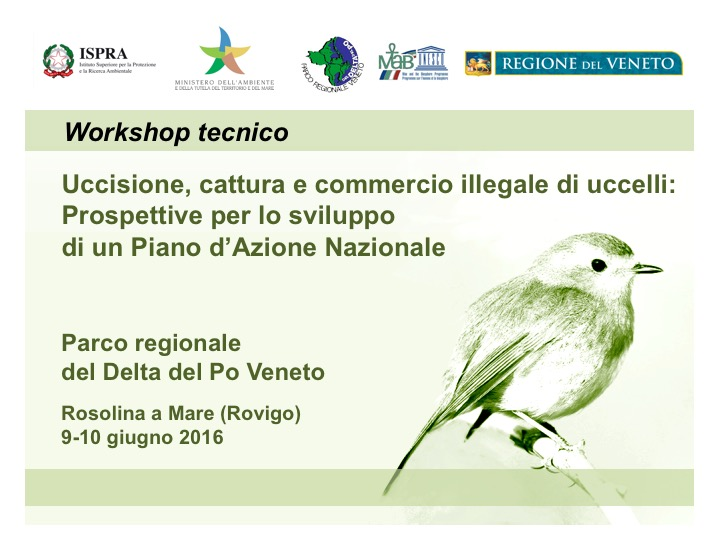 ISPRA
Istituto Superiore per la Protezione
e la Ricerca Ambientale
MINISTERO DELL'AMBIENTE
E DELLA TUTELA DEL TERRITORIO E DEL MARE
PARCO REGIONALE VENETO
MAB
REGIONE DEL VENETO
Workshop tecnico
Uccisione, cattura e commercio illegale di uccelli:
Prospettive per lo sviluppo
di un Piano d’Azione Nazionale
Parco regionale
del Delta del Po Veneto
Rosolina a Mare (Rovigo)
9-10 giugno 2016